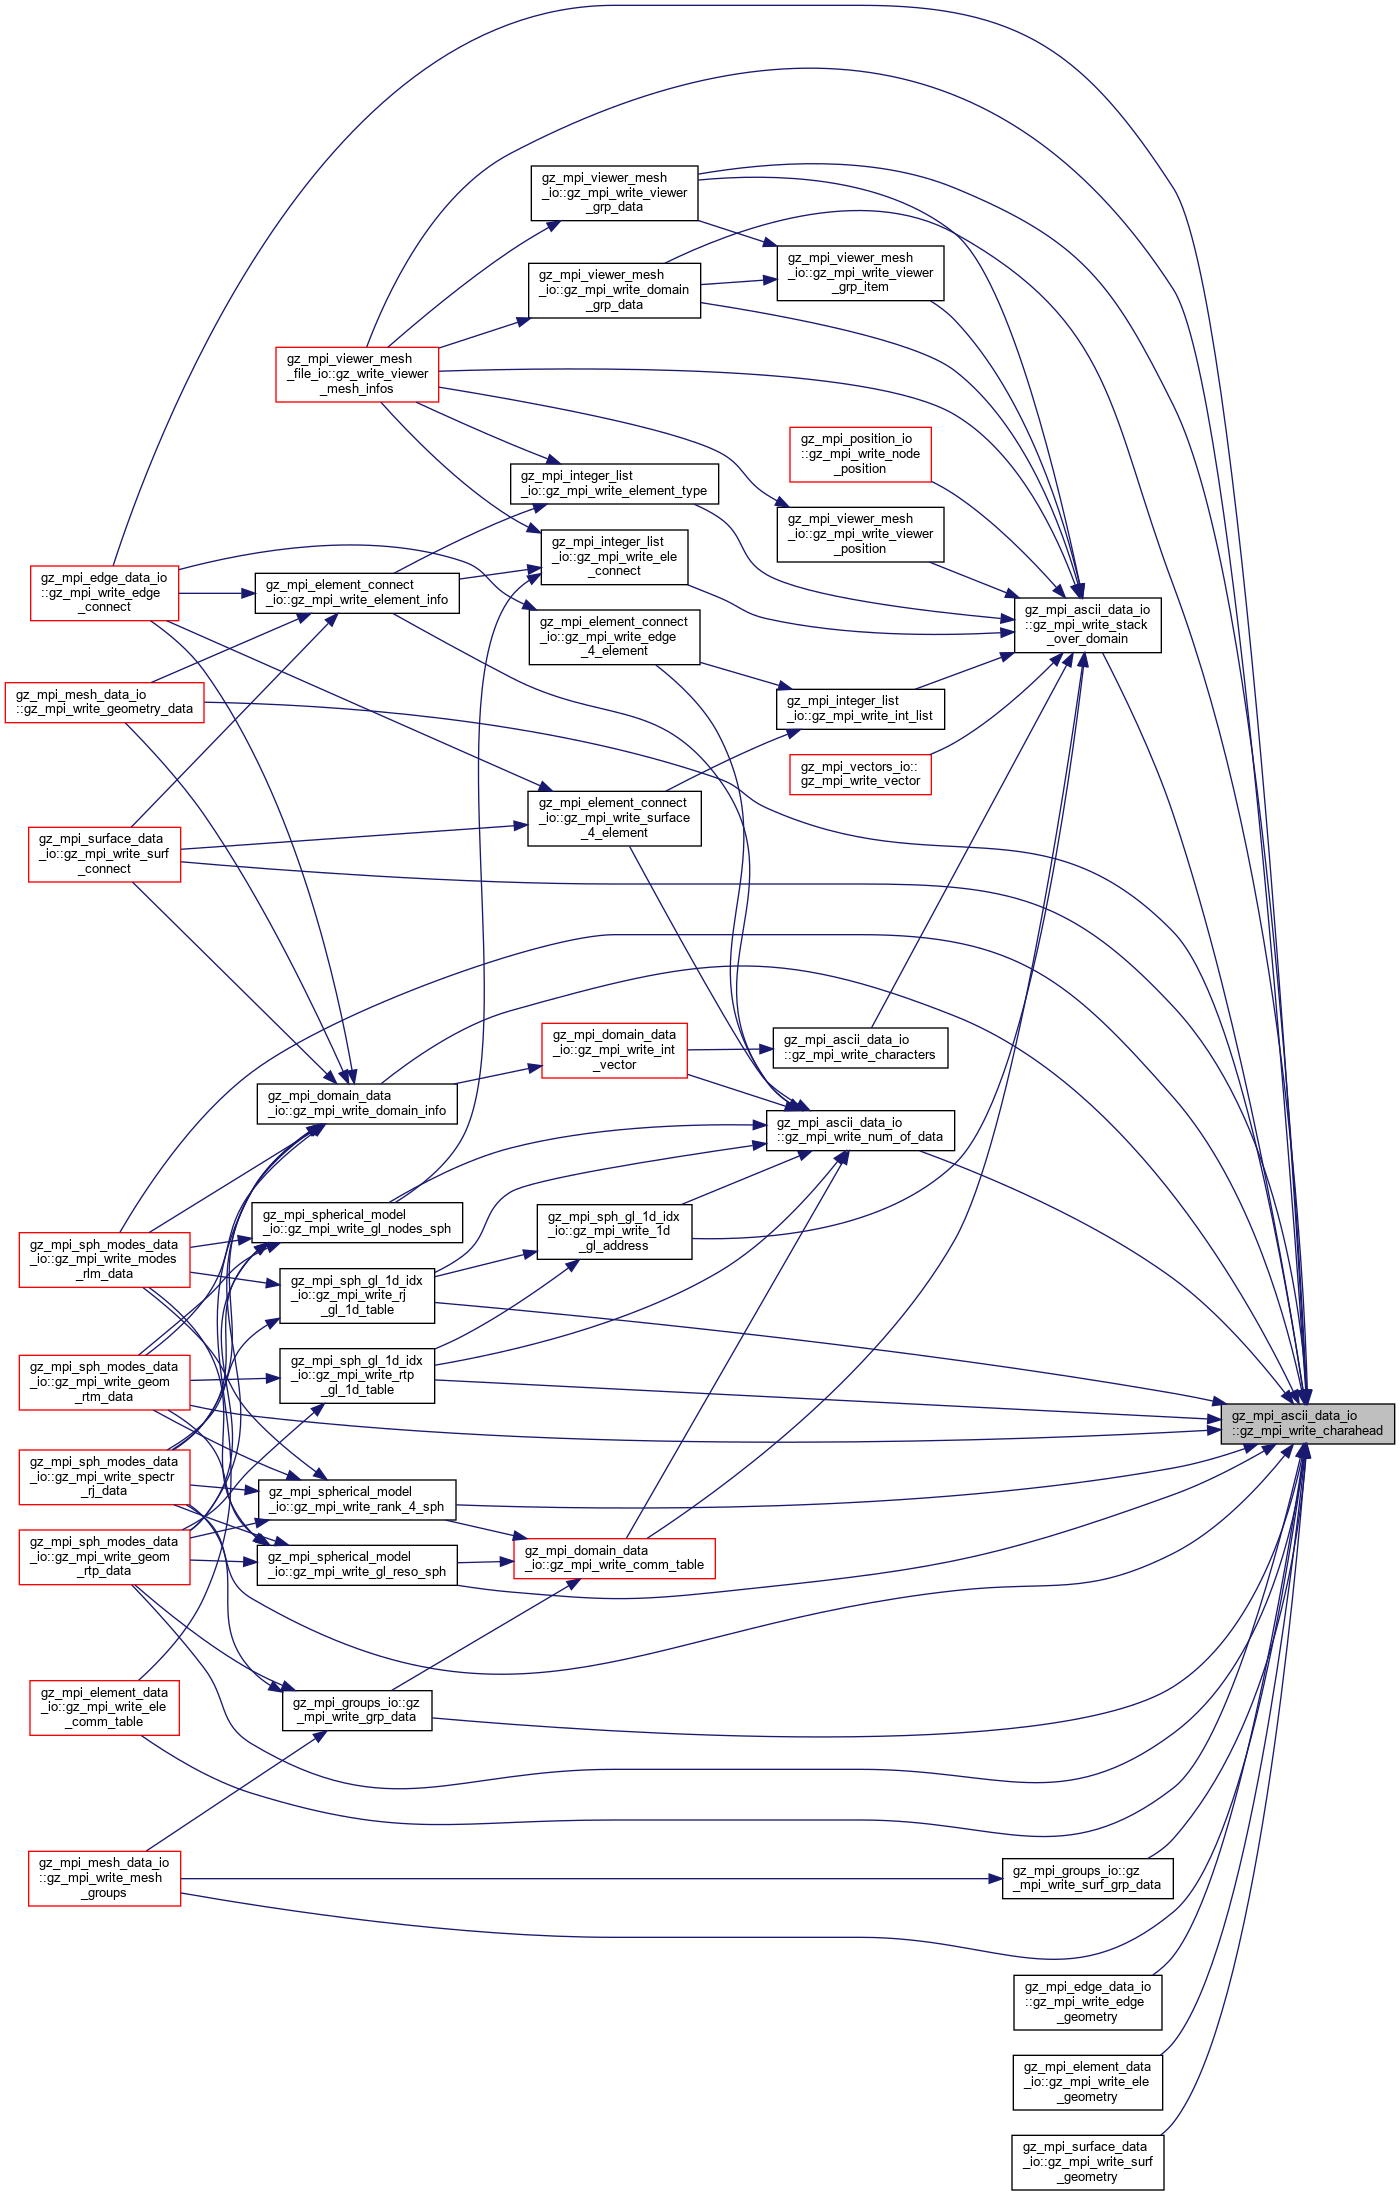 gz_mpi_viewer_mesh
_io::gz_mpi_write_viewer
_grp_data
gz_mpi_viewer_mesh
_io::gz_mpi_write_viewer
_grp_item
gz_mpi_viewer_mesh
_io::gz_mpi_write_domain
_grp_data
gz_mpi_viewer_mesh
_file_io::gz_write_viewer
_mesh_infos
gz_mpi_position_io
::gz_mpi_write_node
_position
gz_mpi_integer_list
_io::gz_mpi_write_element_type
gz_mpi_viewer_mesh
_io::gz_mpi_write_viewer
_position
gz_mpi_integer_list
_io::gz_mpi_write_ele
_connect
gz_mpi_edge_data_io
::gz_mpi_write_edge
_connect
gz_mpi_element_connect
_io::gz_mpi_write_element_info
gz_mpi_ascii_data_io
::gz_mpi_write_stack
_over_domain
gz_mpi_element_connect
_io::gz_mpi_write_edge
_4_element
gz_mpi_mesh_data_io
::gz_mpi_write_geometry_data
gz_mpi_integer_list
_io::gz_mpi_write_int_list
gz_mpi_vectors_io::
gz_mpi_write_vector
gz_mpi_element_connect
_io::gz_mpi_write_surface
_4_element
gz_mpi_surface_data
_io::gz_mpi_write_surf
_connect
gz_mpi_domain_data
_io::gz_mpi_write_int
_vector
gz_mpi_ascii_data_io
::gz_mpi_write_characters
gz_mpi_domain_data
_io::gz_mpi_write_domain_info
gz_mpi_ascii_data_io
::gz_mpi_write_num_of_data
gz_mpi_spherical_model
_io::gz_mpi_write_gl_nodes_sph
gz_mpi_sph_gl_1d_idx
_io::gz_mpi_write_1d
_gl_address
gz_mpi_sph_modes_data
_io::gz_mpi_write_modes
_rlm_data
gz_mpi_sph_gl_1d_idx
_io::gz_mpi_write_rj
_gl_1d_table
gz_mpi_sph_gl_1d_idx
_io::gz_mpi_write_rtp
_gl_1d_table
gz_mpi_sph_modes_data
_io::gz_mpi_write_geom
_rtm_data
gz_mpi_ascii_data_io
::gz_mpi_write_charahead
gz_mpi_sph_modes_data
_io::gz_mpi_write_spectr
_rj_data
gz_mpi_spherical_model
_io::gz_mpi_write_rank_4_sph
gz_mpi_sph_modes_data
_io::gz_mpi_write_geom
_rtp_data
gz_mpi_spherical_model
_io::gz_mpi_write_gl_reso_sph
gz_mpi_domain_data
_io::gz_mpi_write_comm_table
gz_mpi_element_data
_io::gz_mpi_write_ele
_comm_table
gz_mpi_groups_io::gz
_mpi_write_grp_data
gz_mpi_mesh_data_io
::gz_mpi_write_mesh
_groups
gz_mpi_groups_io::gz
_mpi_write_surf_grp_data
gz_mpi_edge_data_io
::gz_mpi_write_edge
_geometry
gz_mpi_element_data
_io::gz_mpi_write_ele
_geometry
gz_mpi_surface_data
_io::gz_mpi_write_surf
_geometry